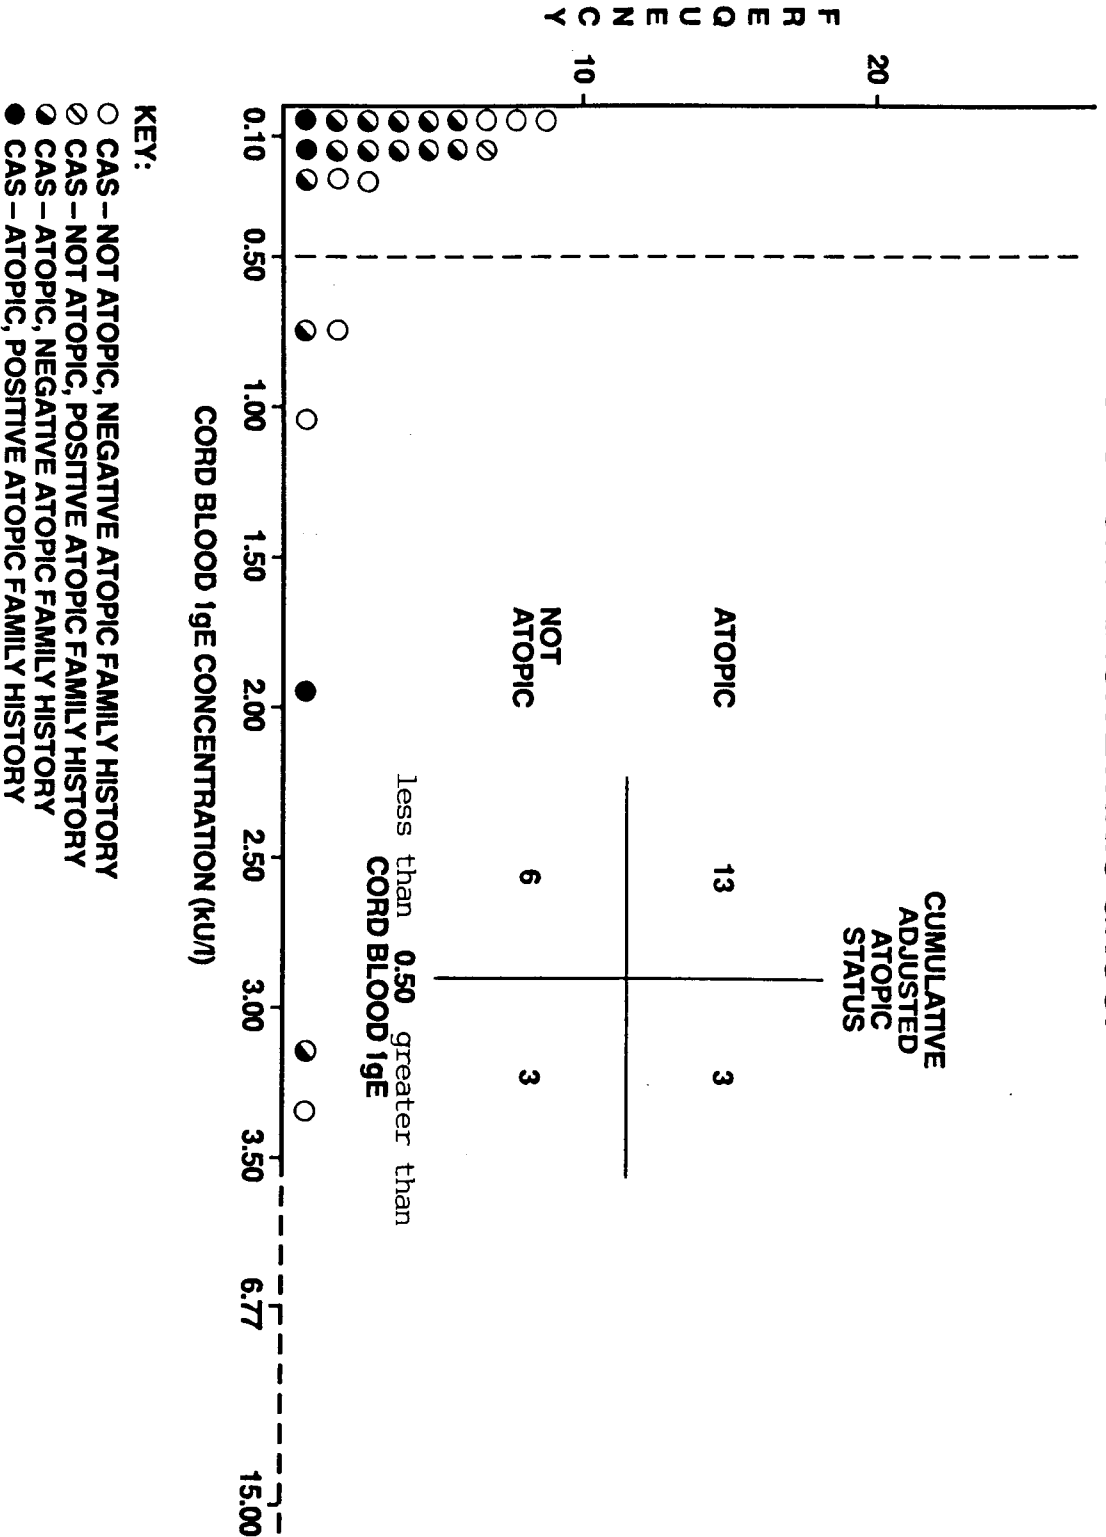 FREQUENCY
20
10
0.10 0.50 1.00 1.50 2.00 2.50 3.00 3.50 6.77 15.00
CORD BLOOD IgE CONCENTRATION (kU/l)
CUMULATIVE
ADJUSTED
ATOPIC
STATUS
ATOPIC 13 3
NOT
ATOPIC 6 3
less than 0.50 greater than
CORD BLOOD IgE
KEY:
CAS – NOT ATOPIC, NEGATIVE ATOPIC FAMILY HISTORY
CAS – NOT ATOPIC, POSITIVE ATOPIC FAMILY HISTORY
CAS – ATOPIC, NEGATIVE ATOPIC FAMILY HISTORY
CAS – ATOPIC, POSITIVE ATOPIC FAMILY HISTORY